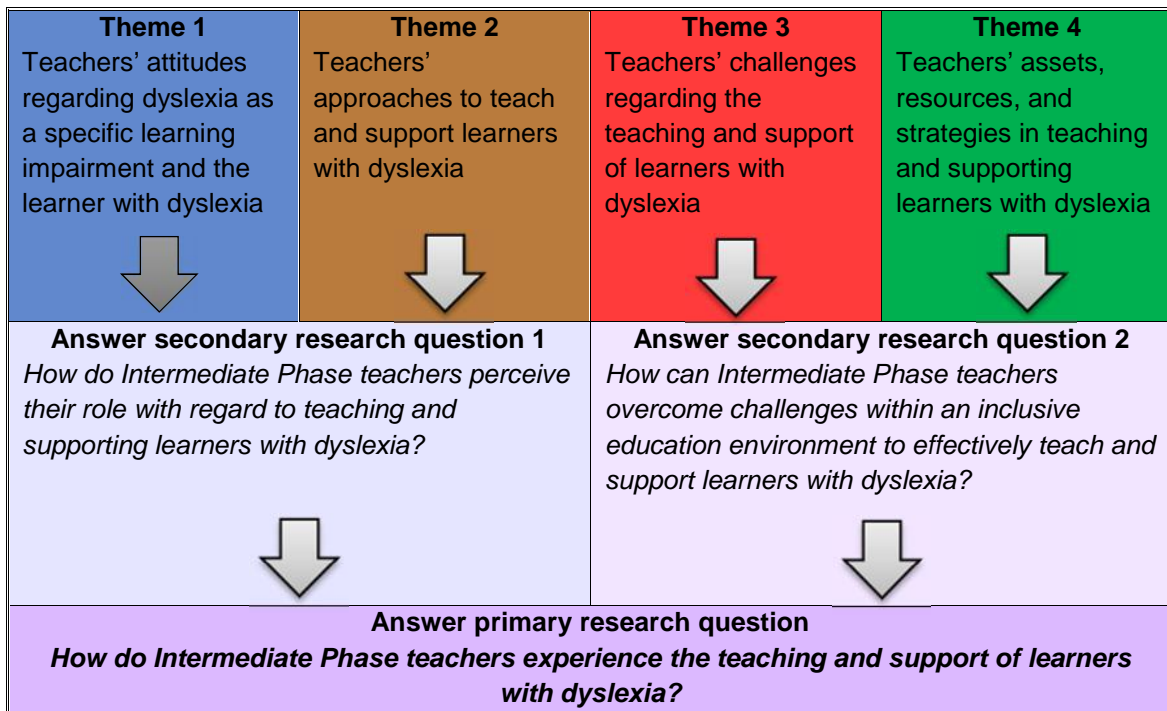 Theme 1
Teachers’ attitudes
regarding dyslexia as
a specific learning
impairment and the
learner with dyslexia
Theme 2
Teachers’
approaches to teach
and support learners
with dyslexia
Theme 3
Teachers’ challenges
regarding the
teaching and support
of learners with
dyslexia
Theme 4
Teachers’ assets,
resources, and
strategies in teaching
and supporting
learners with dyslexia
Answer secondary research question 1
How do Intermediate Phase teachers perceive
their role with regard to teaching and
supporting learners with dyslexia?
Answer secondary research question 2
How can Intermediate Phase teachers
overcome challenges within an inclusive
education environment to effectively teach and
support learners with dyslexia?
Answer primary research question
How do Intermediate Phase teachers experience the teaching and support of learners
with dyslexia?